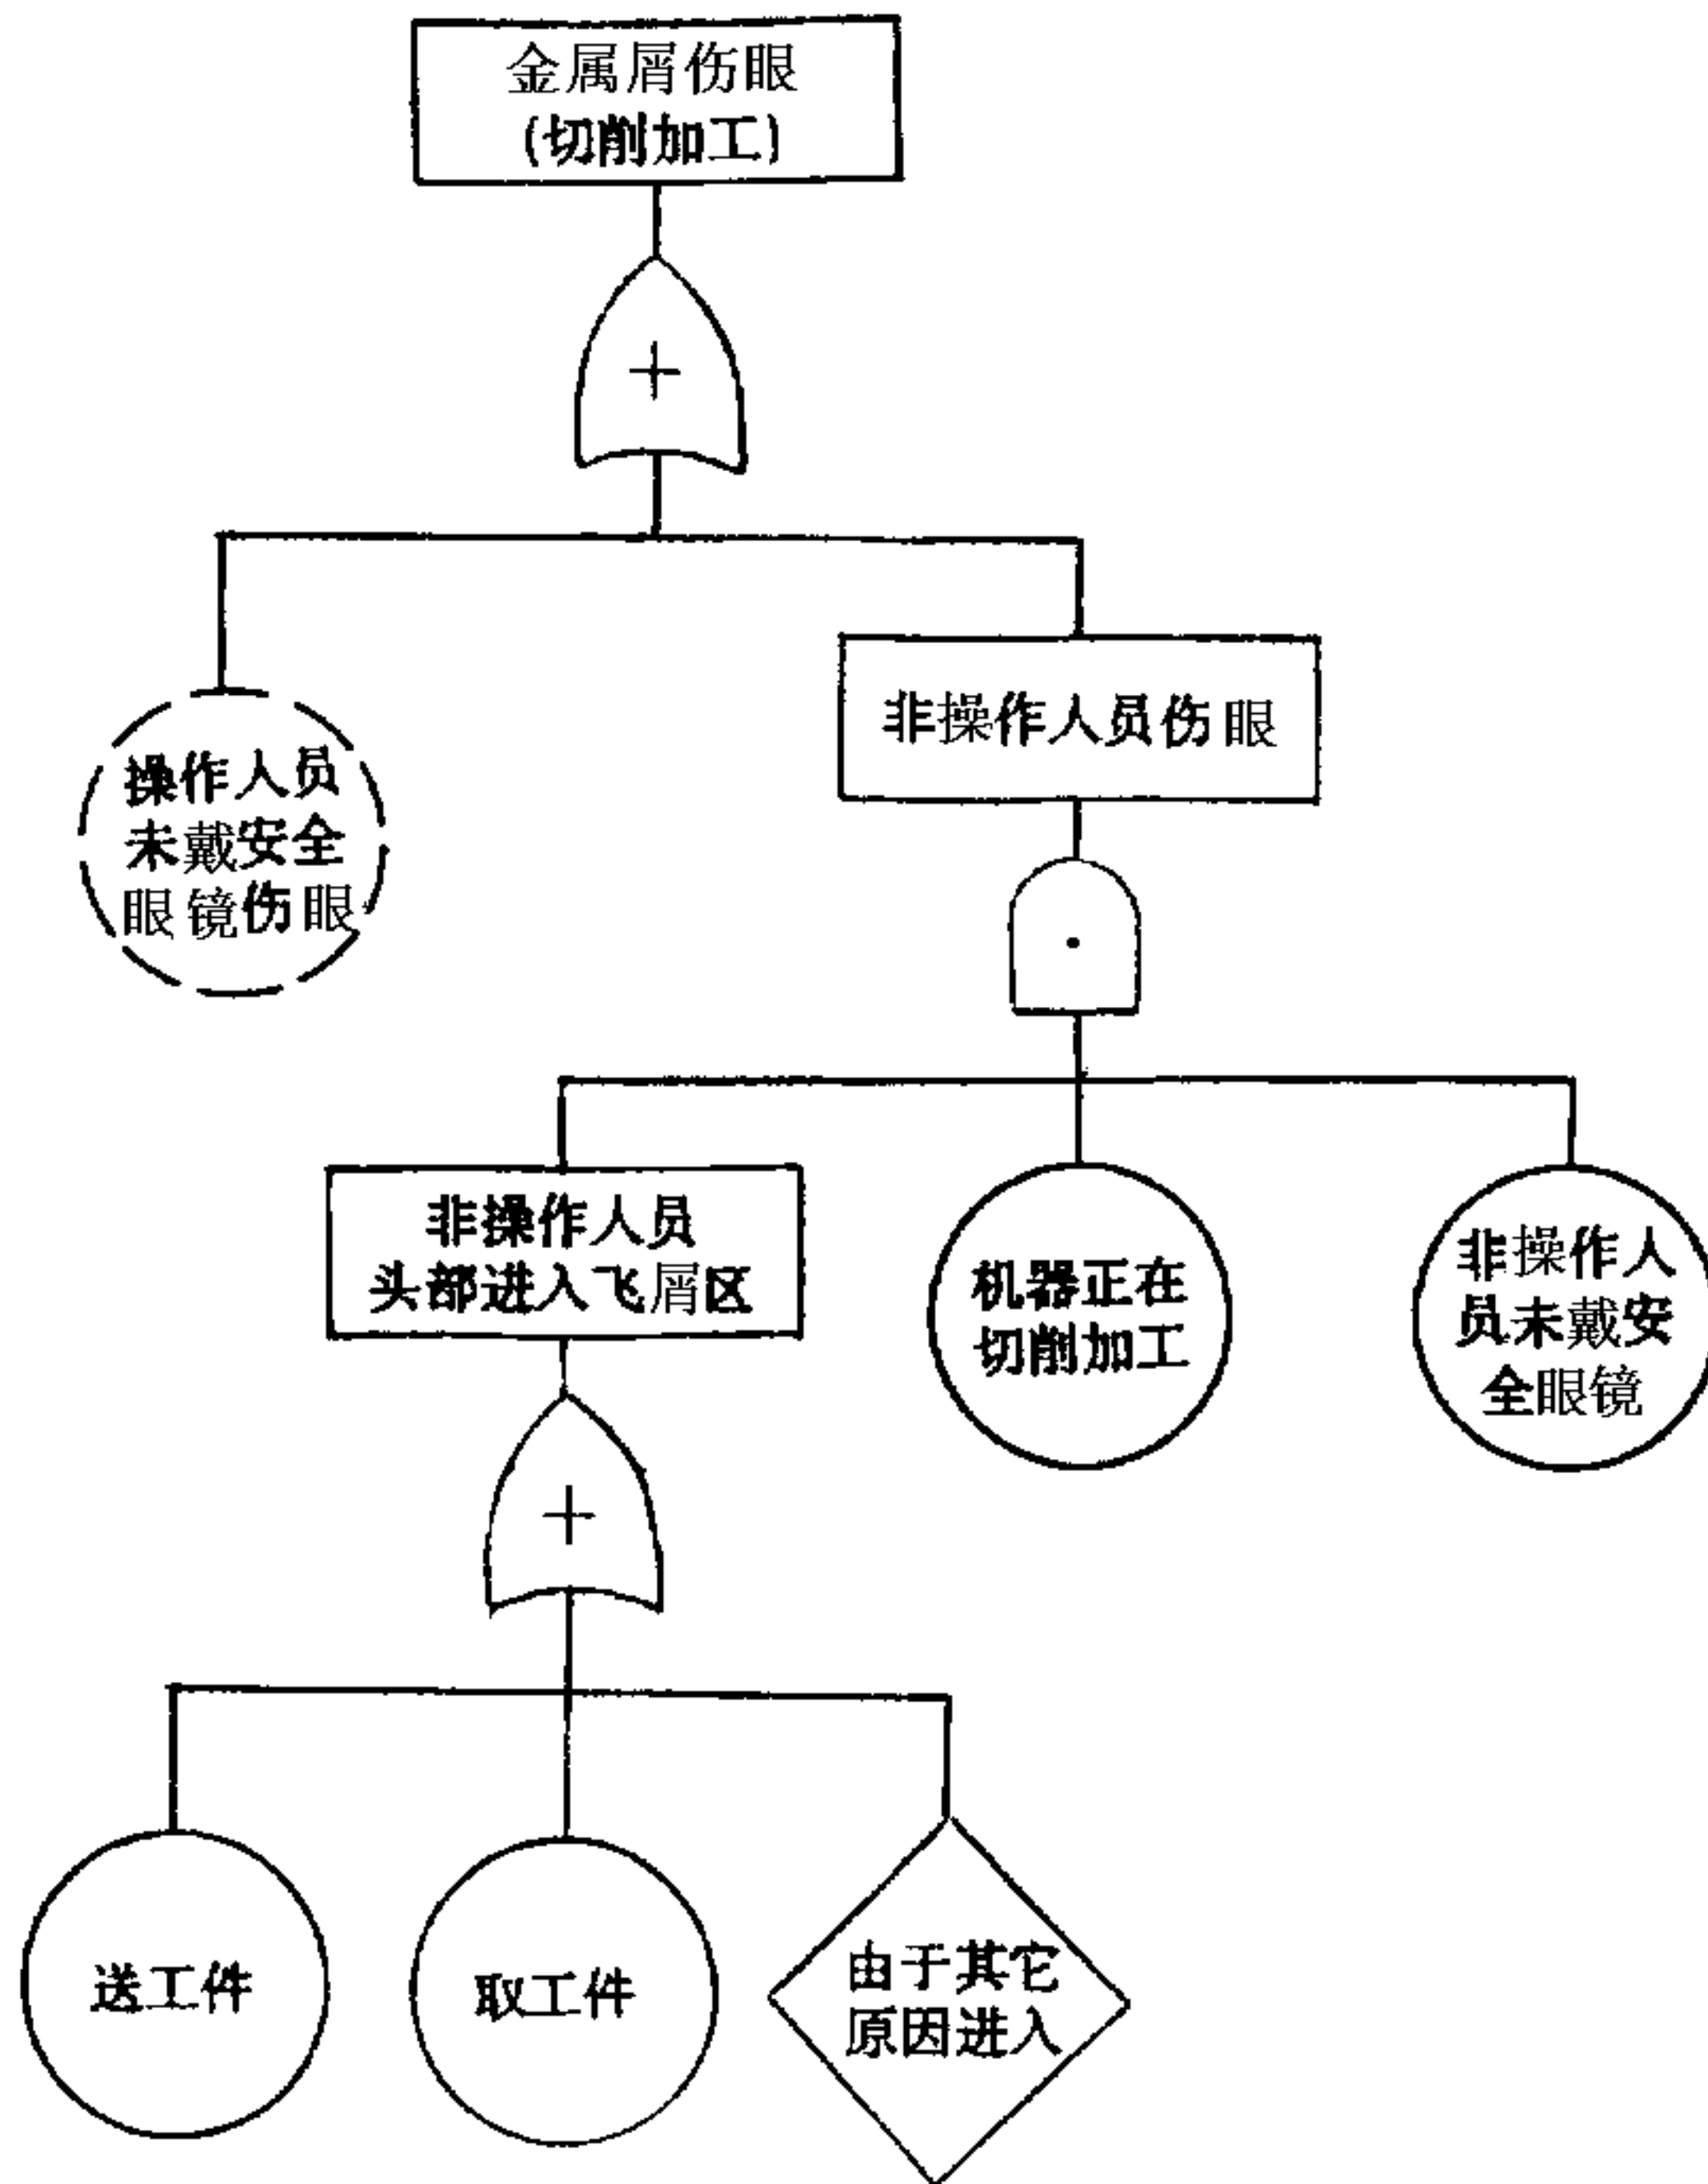 金属屑伤眼
(切削加工)
+
操作人员
未戴安全
眼镜伤眼
非操作人员伤眼
非操作人员
头部进入飞屑区
机器正在
切削加工
非操作人
员未戴安
全眼镜
+
送工件
取工件
由于其它
原因进入